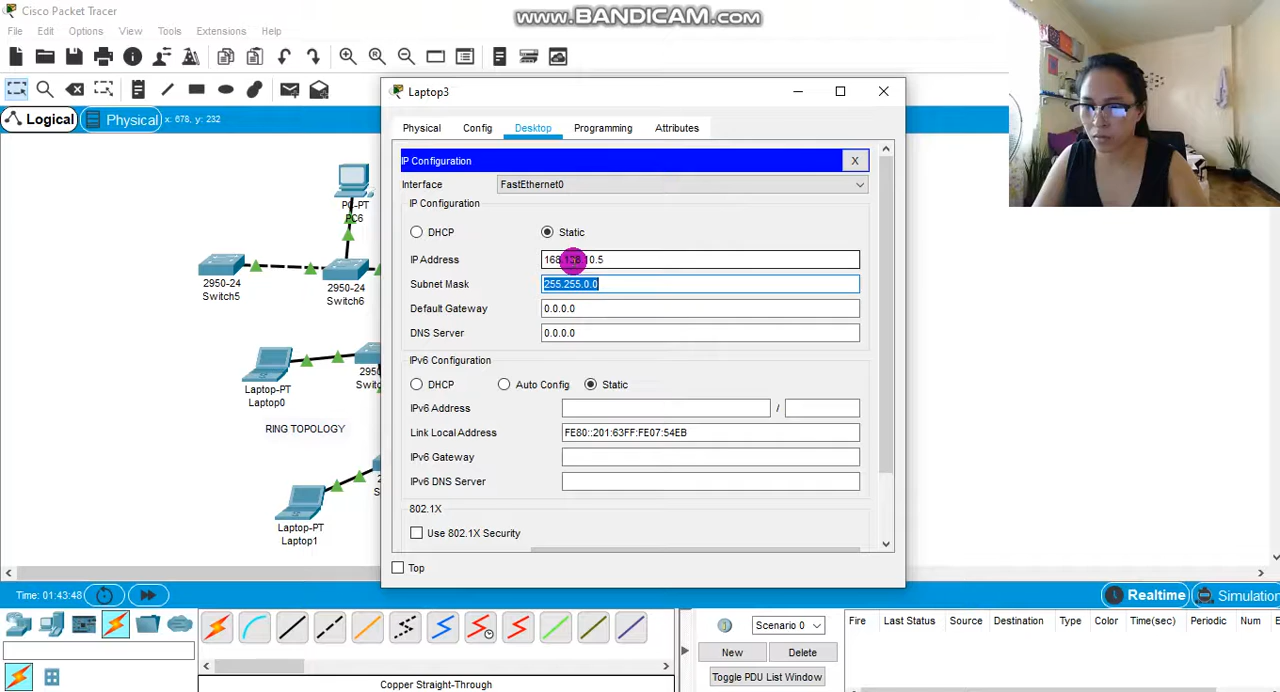 Cisco Packet Tracer
www.BANDICAM.com
File Edit Options View Tools Extensions Help
Logical Physical x: 678, y: 232
Laptop3
Physical Config Desktop Programming Attributes
IP Configuration X
Interface FastEthernet0
IP Configuration
DHCP Static
IP Address 168.128.10.5
Subnet Mask 255.255.0.0
Default Gateway 0.0.0.0
DNS Server 0.0.0.0
IPv6 Configuration
DHCP Auto Config Static
IPv6 Address /
Link Local Address FE80::201:63FF:FE07:54EB
IPv6 Gateway
IPv6 DNS Server
802.1X
Use 802.1X Security
Top
PC-PT
PC6
2950-24
Switch5
2950-24
Switch6
Laptop-PT
Laptop0
RING TOPOLOGY
Laptop-PT
Laptop1
Time: 01:43:48
Realtime Simulation
Scenario 0
New Delete
Toggle PDU List Window
Fire Last Status Source Destination Type Color Time(sec) Periodic Num
Copper Straight-Through